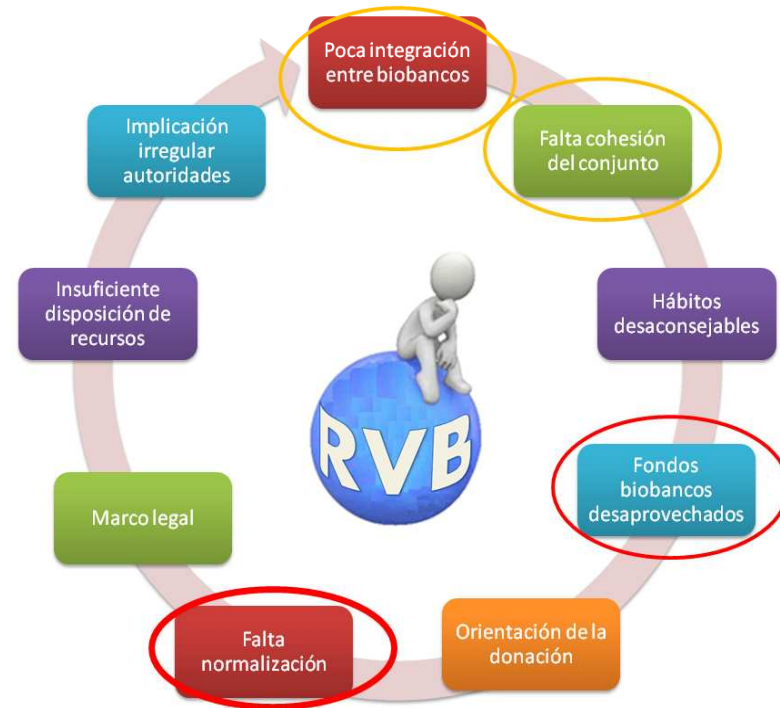 Poca integración
entre biobancos
Falta cohesión
del conjunto
Hábitos
desaconsejables
Fondos
biobancos
desaprovechados
Orientación de la
donación
Falta
normalización
Marco legal
Insuficiente
disposición de
recursos
Implicación
irregular
autoridades
RVB